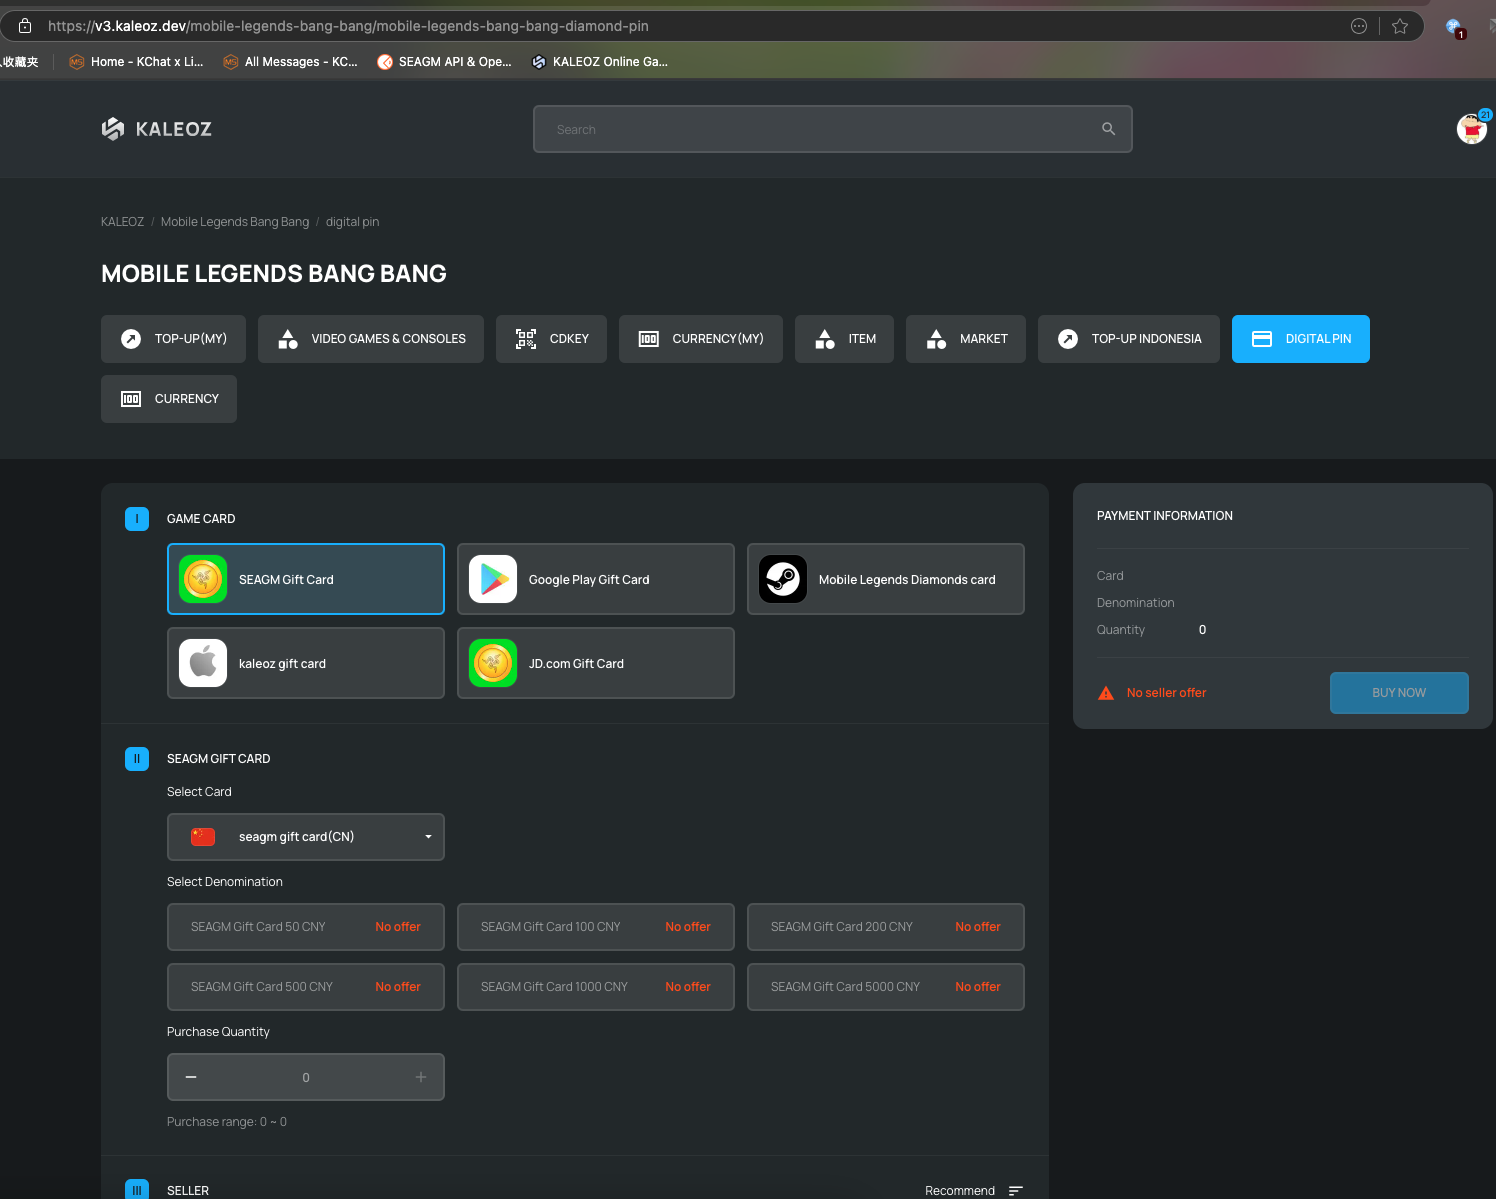 https://v3.kaleoz.dev/mobile-legends-bang-bang/mobile-legends-bang-bang-diamond-pin
1
收藏夹
Home - KChat x Li...
All Messages - KC...
SEAGM API & Ope...
KALEOZ Online Ga...
KALEOZ
Search
21
KALEOZ / Mobile Legends Bang Bang / digital pin
MOBILE LEGENDS BANG BANG
TOP-UP(MY)
VIDEO GAMES & CONSOLES
CDKEY
CURRENCY(MY)
ITEM
MARKET
TOP-UP INDONESIA
DIGITAL PIN
CURRENCY
I GAME CARD
SEAGM Gift Card
Google Play Gift Card
Mobile Legends Diamonds card
kaleoz gift card
JD.com Gift Card
II SEAGM GIFT CARD
Select Card
seagm gift card(CN)
Select Denomination
SEAGM Gift Card 50 CNY No offer
SEAGM Gift Card 100 CNY No offer
SEAGM Gift Card 200 CNY No offer
SEAGM Gift Card 500 CNY No offer
SEAGM Gift Card 1000 CNY No offer
SEAGM Gift Card 5000 CNY No offer
Purchase Quantity
0
Purchase range: 0 ~ 0
III SELLER
Recommend
PAYMENT INFORMATION
Card
Denomination
Quantity 0
No seller offer
BUY NOW